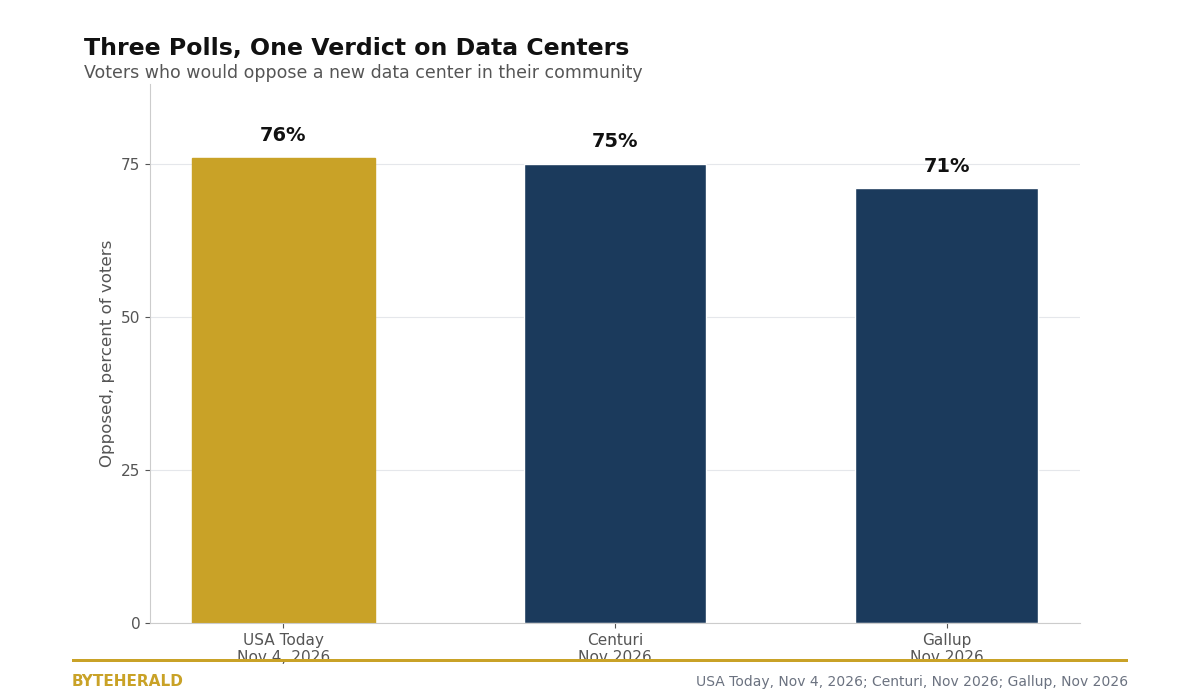 Three Polls, One Verdict on Data Centers
Voters who would oppose a new data center in their community
76%
75%
71%
75
50
25
0
Opposed, percent of voters
USA Today
Nov 4, 2026
Centuri
Nov 2026
Gallup
Nov 2026
BYTEHERALD
USA Today, Nov 4, 2026; Centuri, Nov 2026; Gallup, Nov 2026